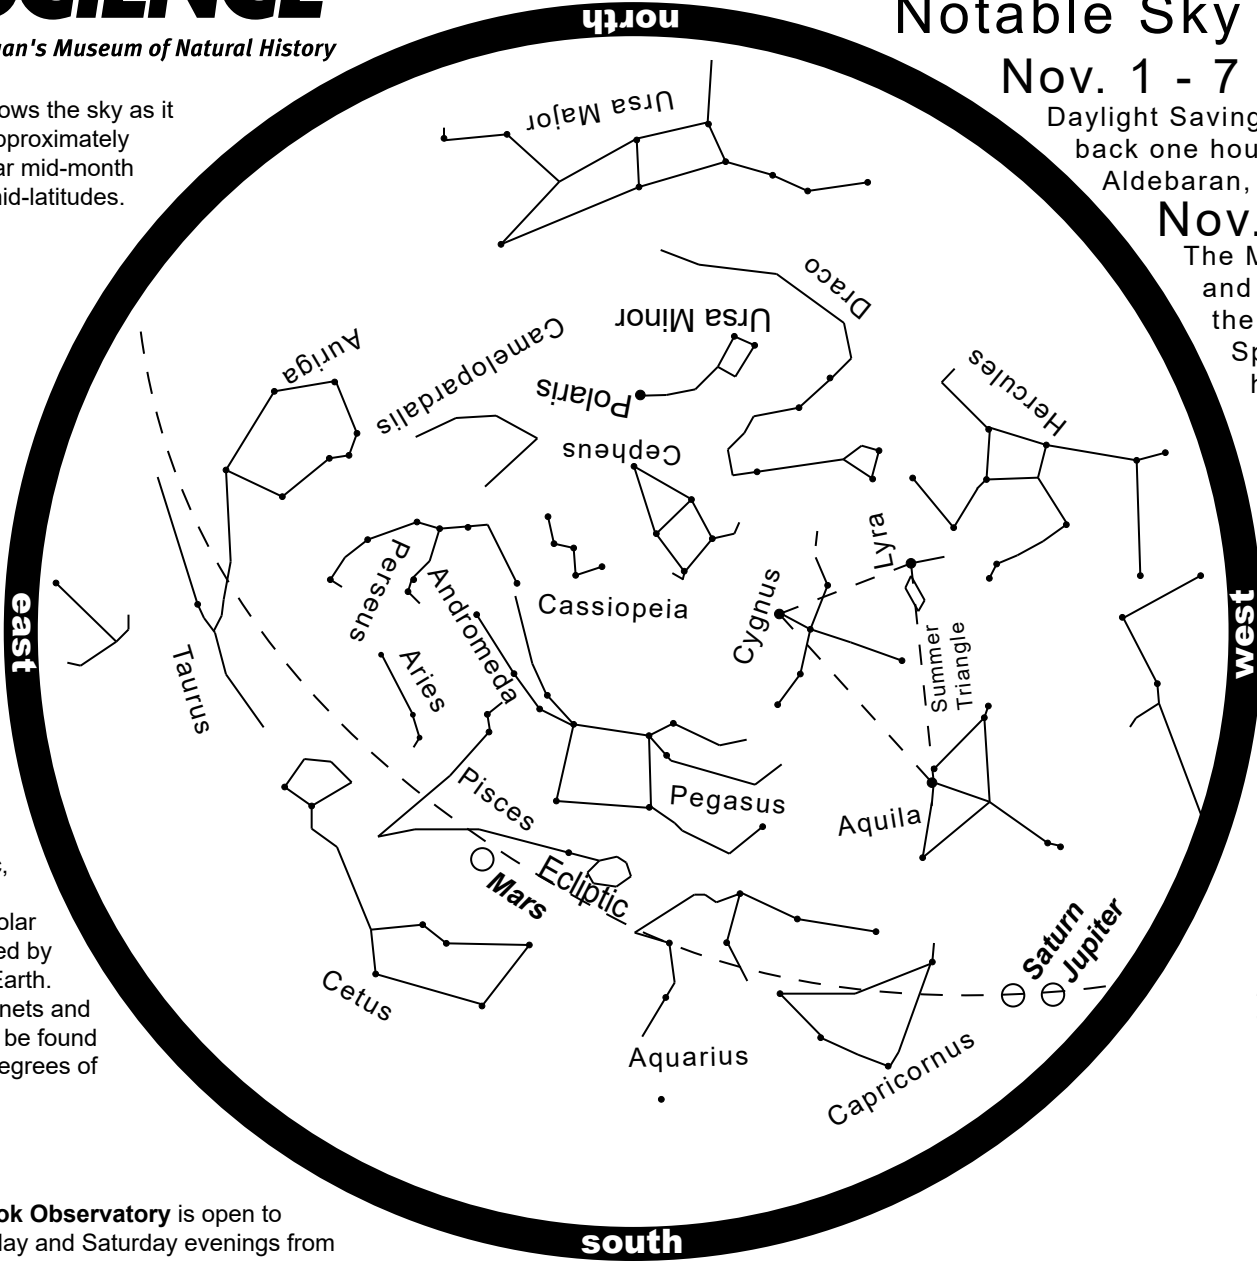 SCIENCE
an's Museum of Natural History
ows the sky as it
pproximately
ar mid-month
id-latitudes.
Notable Sky
Nov. 1 - 7
Daylight Saving
back one hou
Aldebaran,
Nov.
The M
and
the
Sp
h
north
Ursa Major
Draco
Ursa Minor
Camelopardalis
Auriga
Polaris
Hercules
Cepheus
Lyra
Perseus
Andromeda
Cassiopeia
Cygnus
east
west
Summer
Triangle
Taurus
Aries
Pisces
Pegasus
Aquila
Ecliptic
Mars
Saturn
Jupiter
Cetus
Aquarius
Capricornus
,
olar
ed by
Earth.
nets and
be found
egrees of
ok Observatory is open to
lay and Saturday evenings from
south